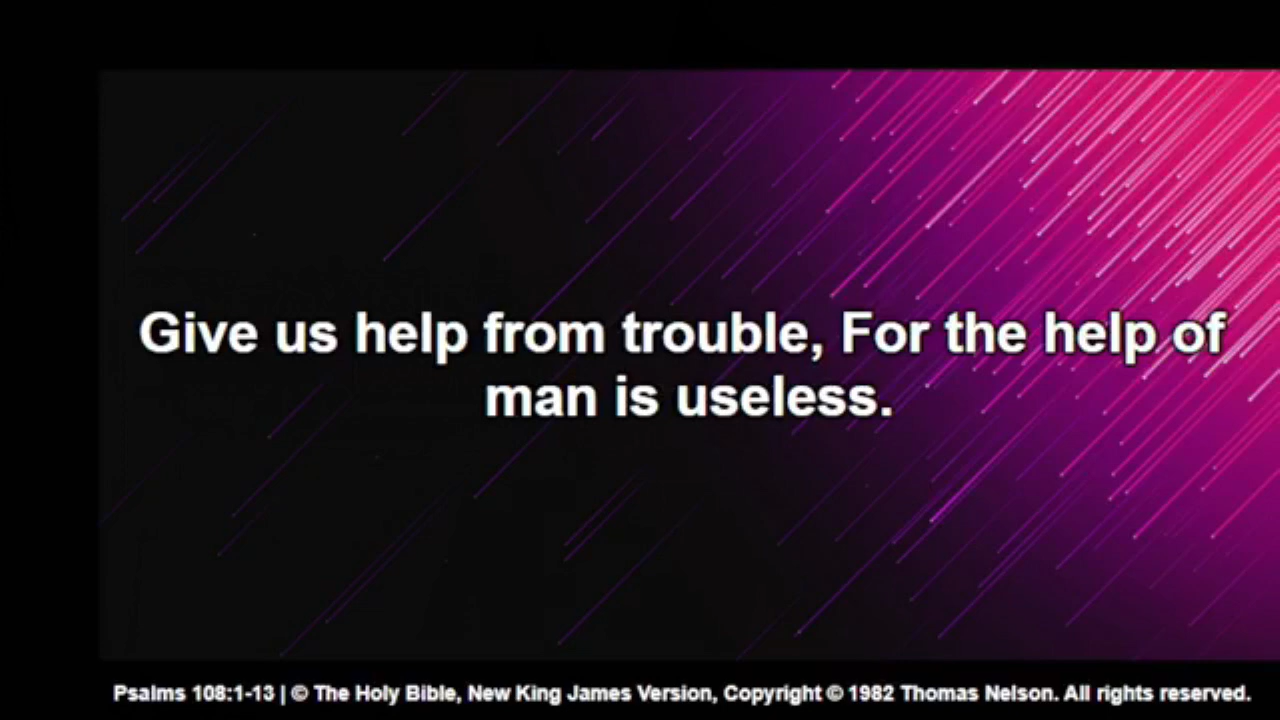 Give us help from trouble, For the help of
man is useless.
Psalms 108:1-13 | © The Holy Bible, New King James Version, Copyright © 1982 Thomas Nelson. All rights reserved.